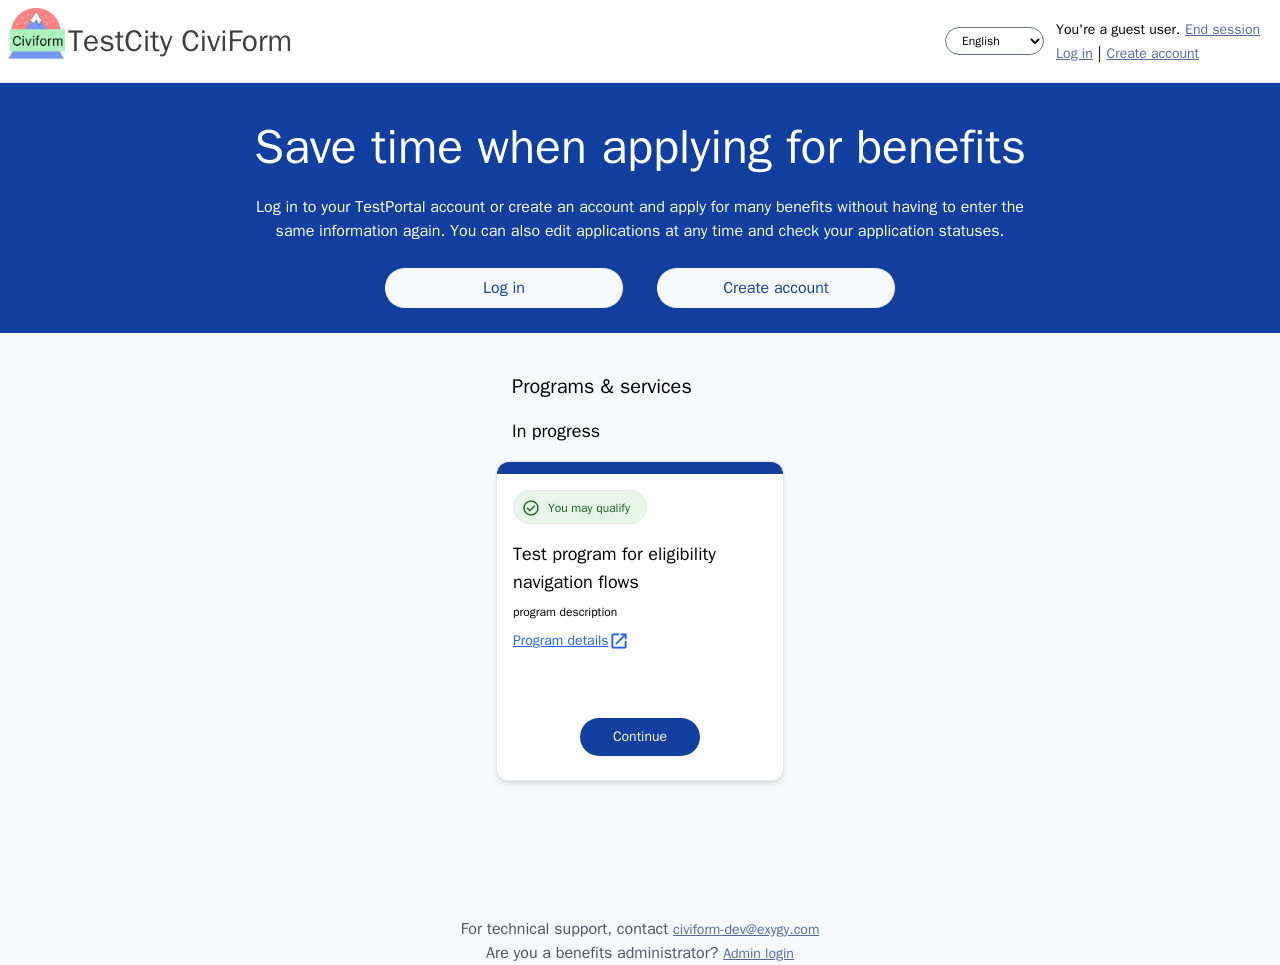 Civiform
TestCity CiviForm
English
You're a guest user. End session
Log in | Create account
Save time when applying for benefits
Log in to your TestPortal account or create an account and apply for many benefits without having to enter the
same information again. You can also edit applications at any time and check your application statuses.
Log in
Create account
Programs & services
In progress
You may qualify
Test program for eligibility
navigation flows
program description
Program details
Continue
For technical support, contact civiform-dev@exygy.com
Are you a benefits administrator? Admin login